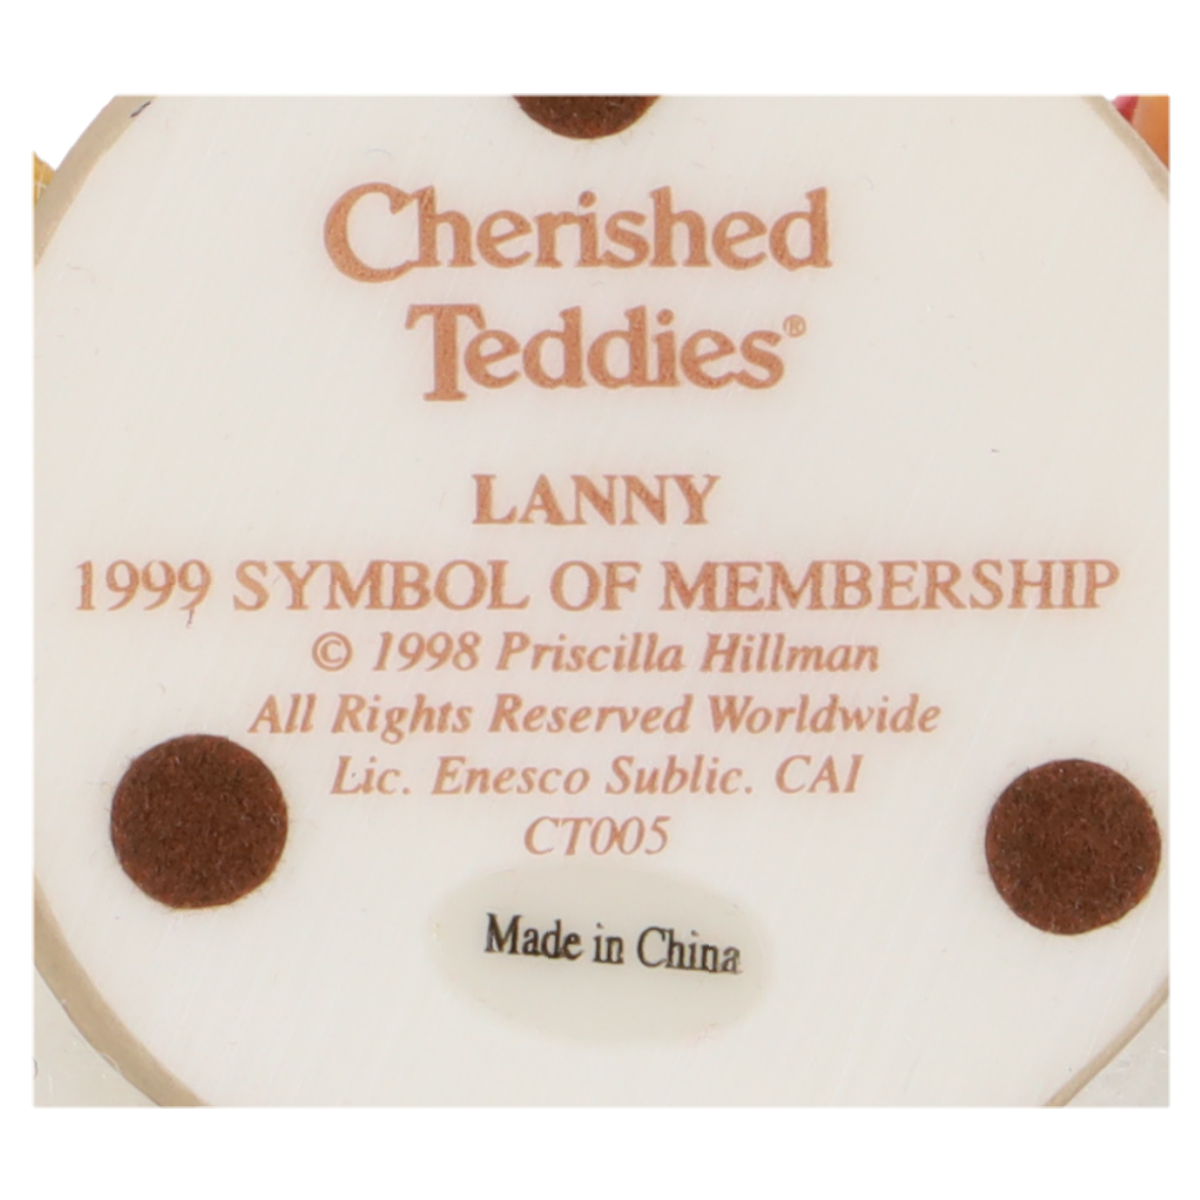 Cherished
Teddies®
LANNY
1999 SYMBOL OF MEMBERSHIP
© 1998 Priscilla Hillman
All Rights Reserved Worldwide
Lic. Enesco Sublic. CAI
CT005
Made in China